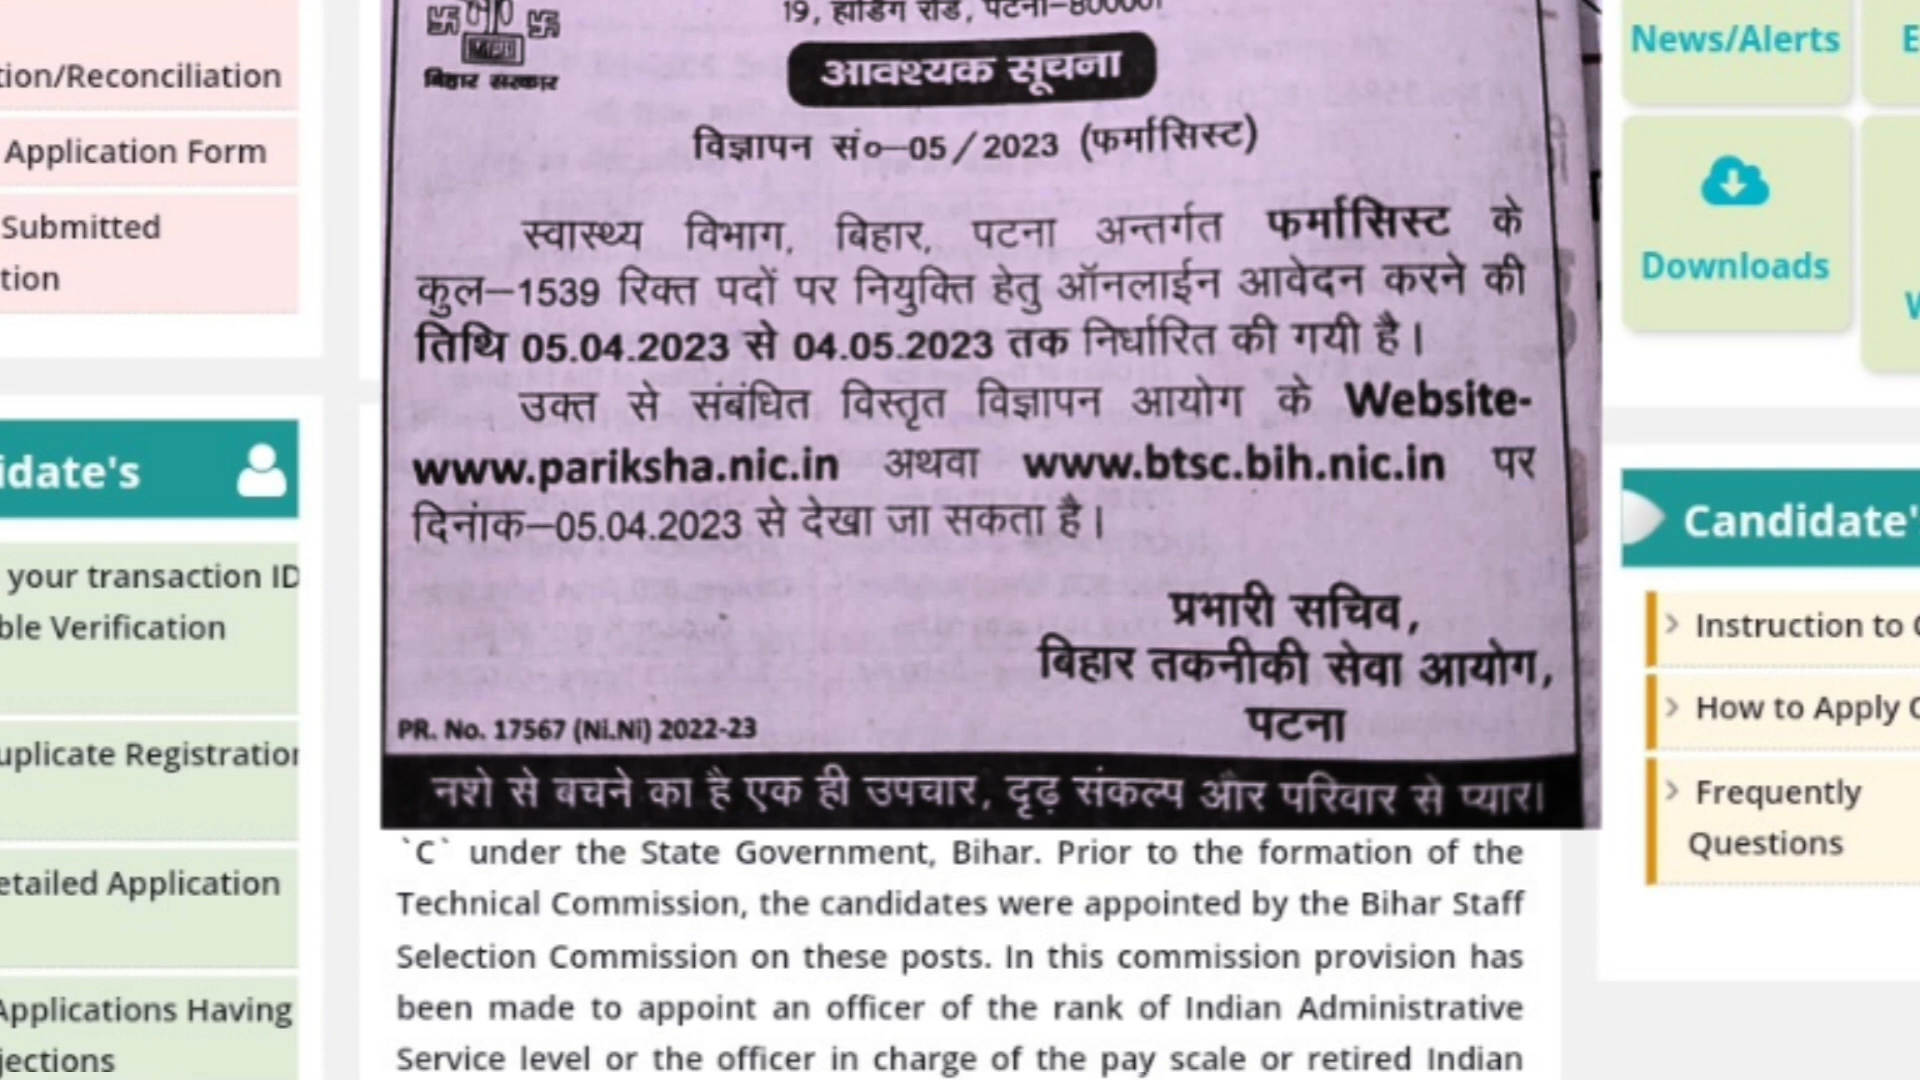 tion/Reconciliation
Application Form
Submitted
tion
idate's
your transaction ID
ble Verification
uplicate Registration
etailed Application
Applications Having
jections
19, हार्डिंग रोड, पटना-800001
बिहार सरकार
आवश्यक सूचना
विज्ञापन सं०-05/2023 (फर्मासिस्ट)
स्वास्थ्य विभाग, बिहार, पटना अन्तर्गत फर्मासिस्ट के
कुल-1539 रिक्त पदों पर नियुक्ति हेतु ऑनलाईन आवेदन करने की
तिथि 05.04.2023 से 04.05.2023 तक निर्धारित की गयी है।
उक्त से संबंधित विस्तृत विज्ञापन आयोग के Website-
www.pariksha.nic.in अथवा www.btsc.bih.nic.in पर
दिनांक-05.04.2023 से देखा जा सकता है।
प्रभारी सचिव,
बिहार तकनीकी सेवा आयोग,
पटना
PR. No. 17567 (Ni.Ni) 2022-23
नशे से बचने का है एक ही उपचार, दृढ़ संकल्प और परिवार से प्यार।
`C` under the State Government, Bihar. Prior to the formation of the
Technical Commission, the candidates were appointed by the Bihar Staff
Selection Commission on these posts. In this commission provision has
been made to appoint an officer of the rank of Indian Administrative
Service level or the officer in charge of the pay scale or retired Indian
News/Alerts
E
Downloads
W
Candidate'
Instruction to C
How to Apply O
Frequently
Questions